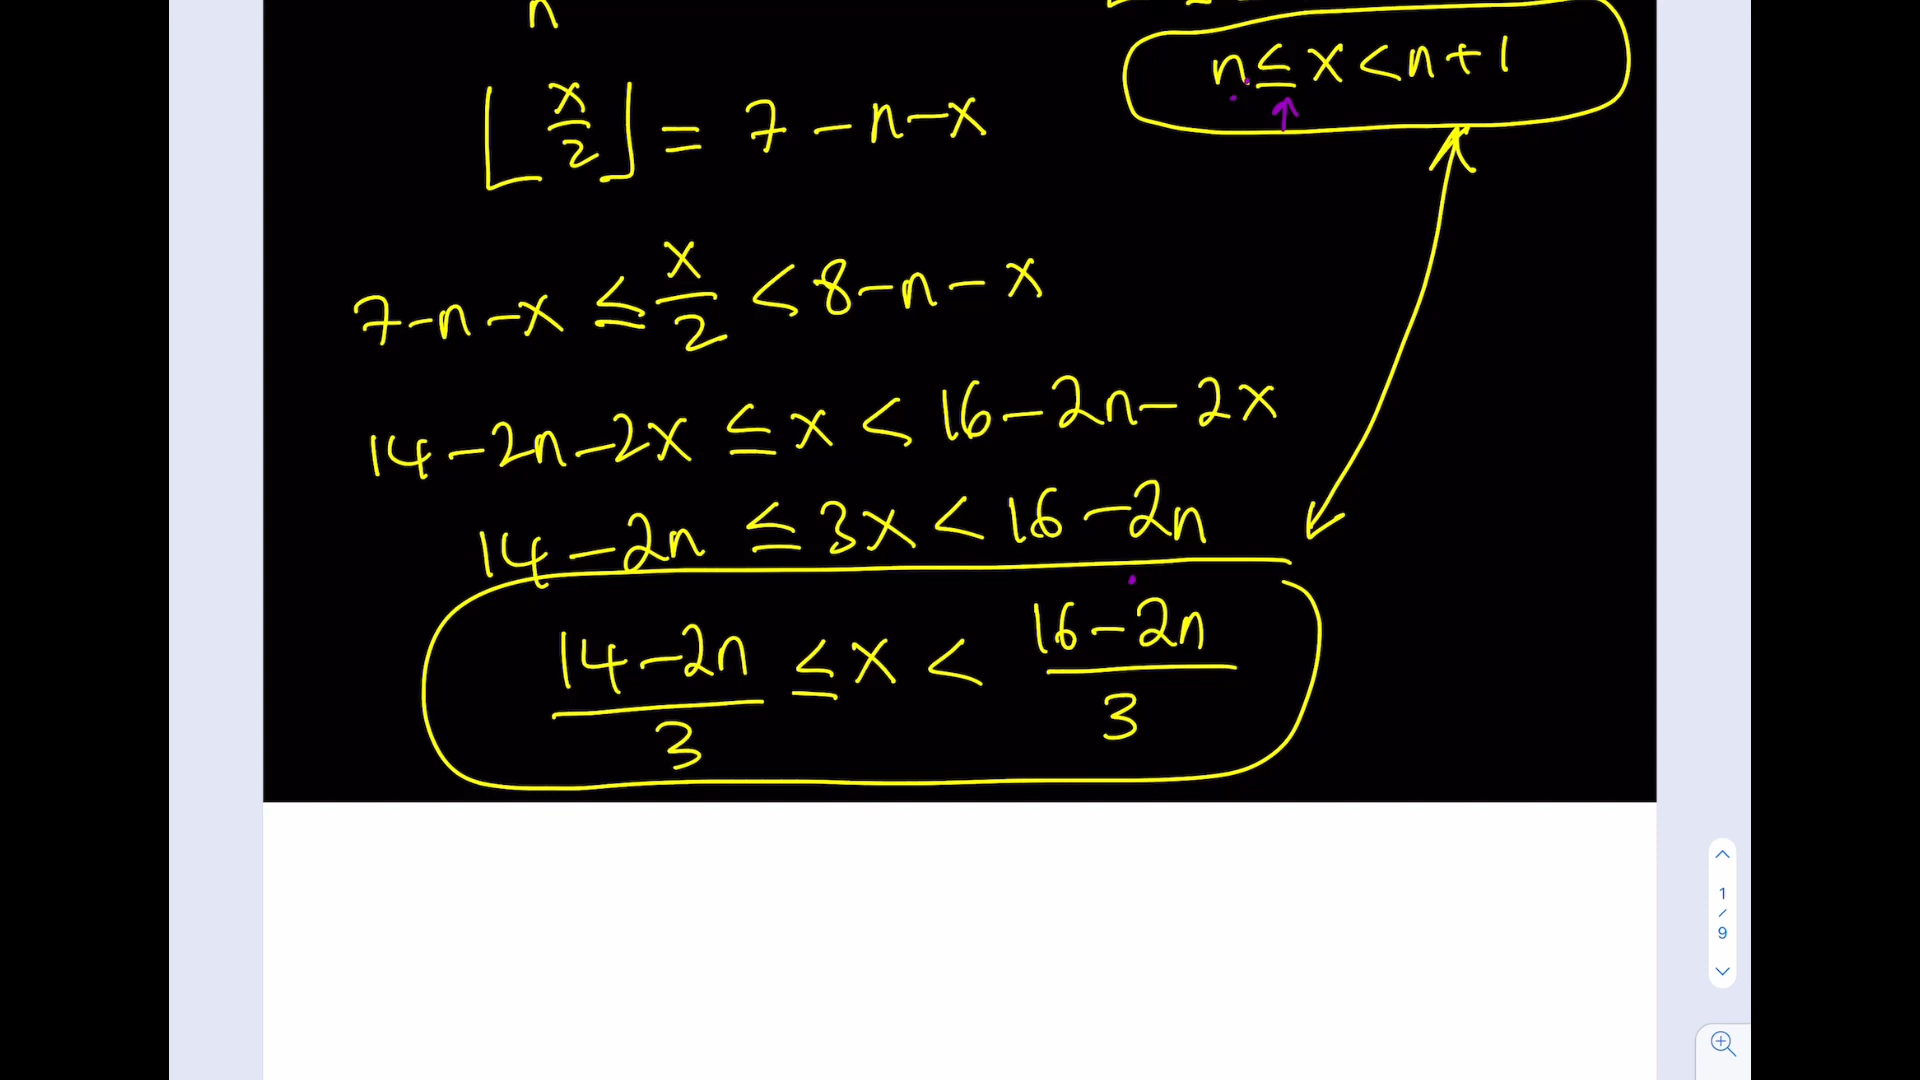 n
n ≤ x < n+1
⌊x/2⌋ = 7 - n - x
7-n-x ≤ x/2 < 8-n-x
14-2n-2x ≤ x < 16-2n-2x
14-2n ≤ 3x < 16-2n
(14-2n)/3 ≤ x < (16-2n)/3
1
/
9